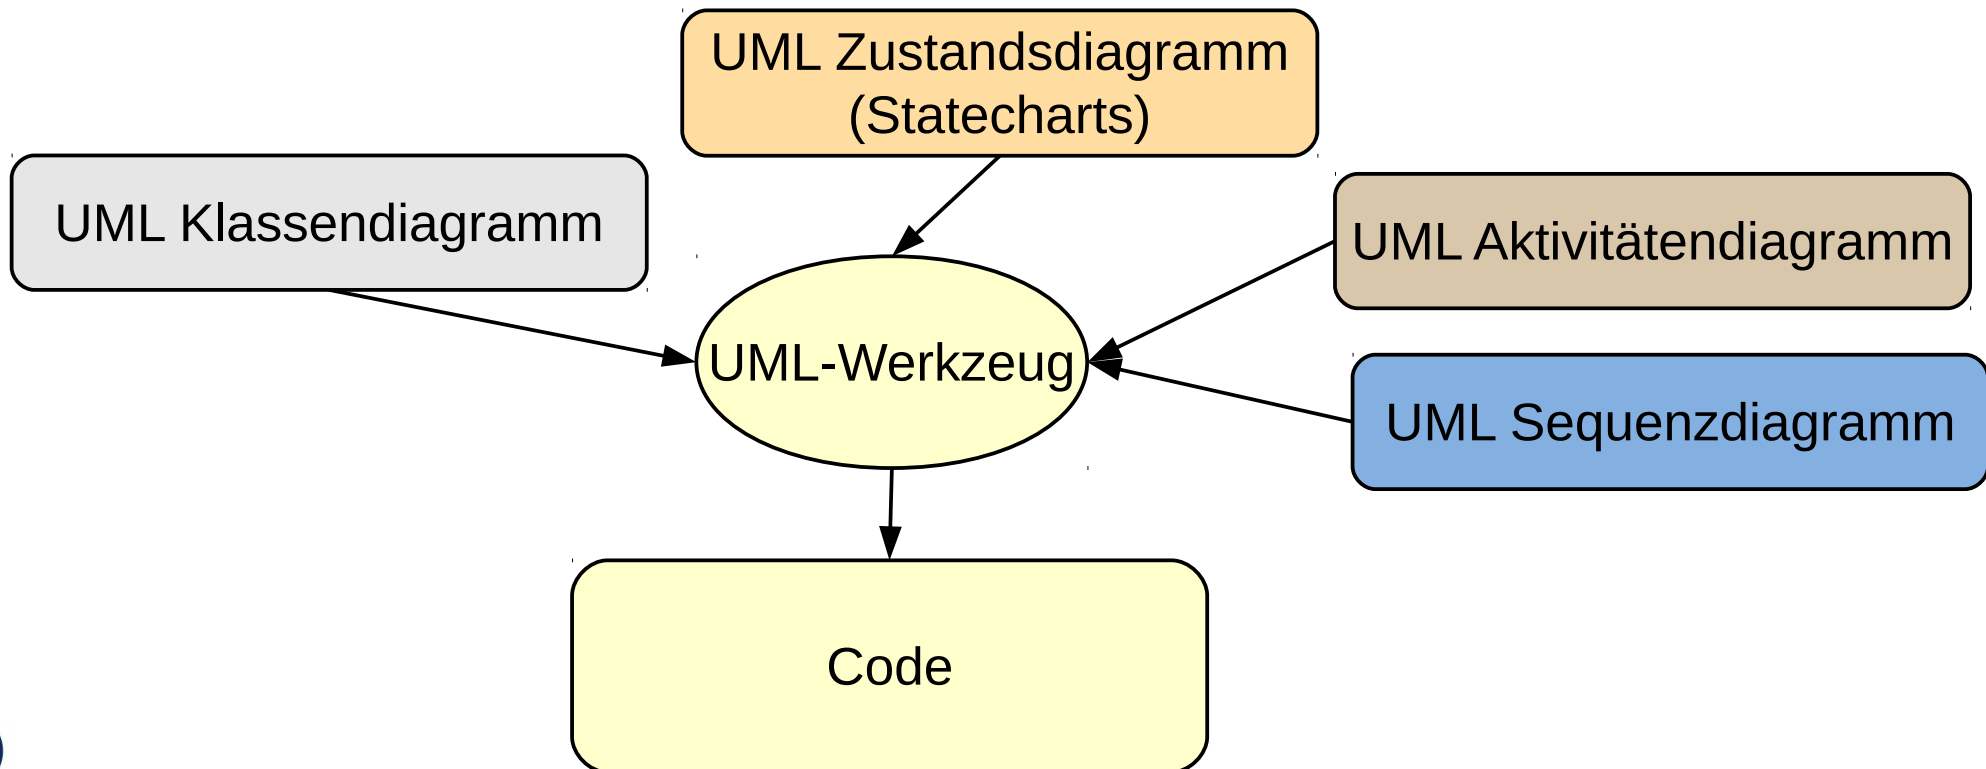 UML Zustandsdiagramm
(Statecharts)
UML Klassendiagramm
UML Aktivitätendiagramm
UML-Werkzeug
UML Sequenzdiagramm
Code